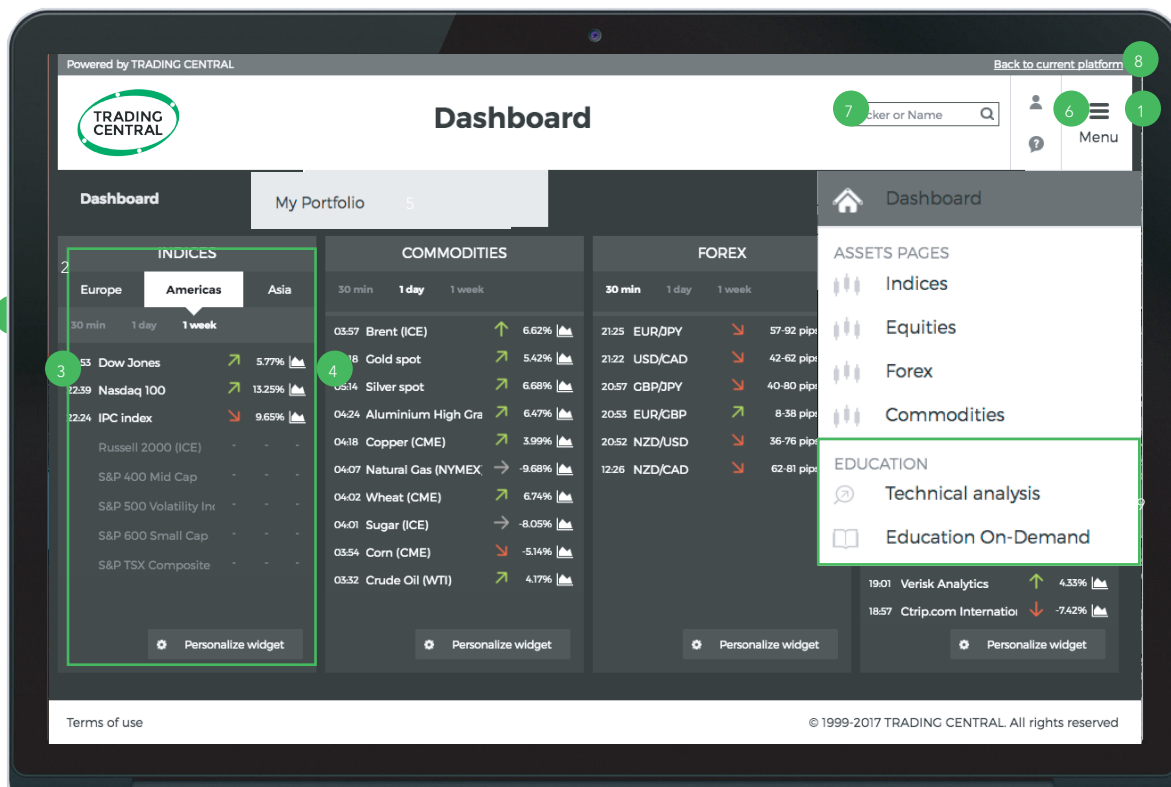 Powered by TRADING CENTRAL
Back to current platform
8
TRADING
CENTRAL
Dashboard
7
or Name
6
1
Menu
Dashboard
My Portfolio
5
Dashboard
INDICES
2
Europe
Americas
Asia
30 min
1 day
1 week
3
53 Dow Jones 5.77%
22:39 Nasdaq 100 13.25%
22:24 IPC index 9.65%
Russell 2000 (ICE) - - -
S&P 400 Mid Cap - - -
S&P 500 Volatility Inc - - -
S&P 600 Small Cap - - -
S&P TSX Composite - - -
Personalize widget
COMMODITIES
30 min
1 day
1 week
4
03:57 Brent (ICE) 6.62%
18 Gold spot 5.42%
05:14 Silver spot 6.68%
04:24 Aluminium High Gra 6.47%
04:18 Copper (CME) 3.99%
04:07 Natural Gas (NYMEX) -9.68%
04:02 Wheat (CME) 6.74%
04:01 Sugar (ICE) -8.05%
03:54 Corn (CME) -5.14%
03:32 Crude Oil (WTI) 4.17%
Personalize widget
FOREX
30 min
1 day
1 week
21:25 EUR/JPY 57-92 pips
21:22 USD/CAD 42-62 pips
20:57 GBP/JPY 40-80 pips
20:53 EUR/GBP 8-38 pips
20:52 NZD/USD 36-76 pips
12:26 NZD/CAD 62-81 pips
Personalize widget
ASSETS PAGES
Indices
Equities
Forex
Commodities
EDUCATION
Technical analysis
9
Education On-Demand
19:01 Verisk Analytics 4.33%
18:57 Ctrip.com Internation -7.42%
Personalize widget
Terms of use
© 1999-2017 TRADING CENTRAL. All rights reserved